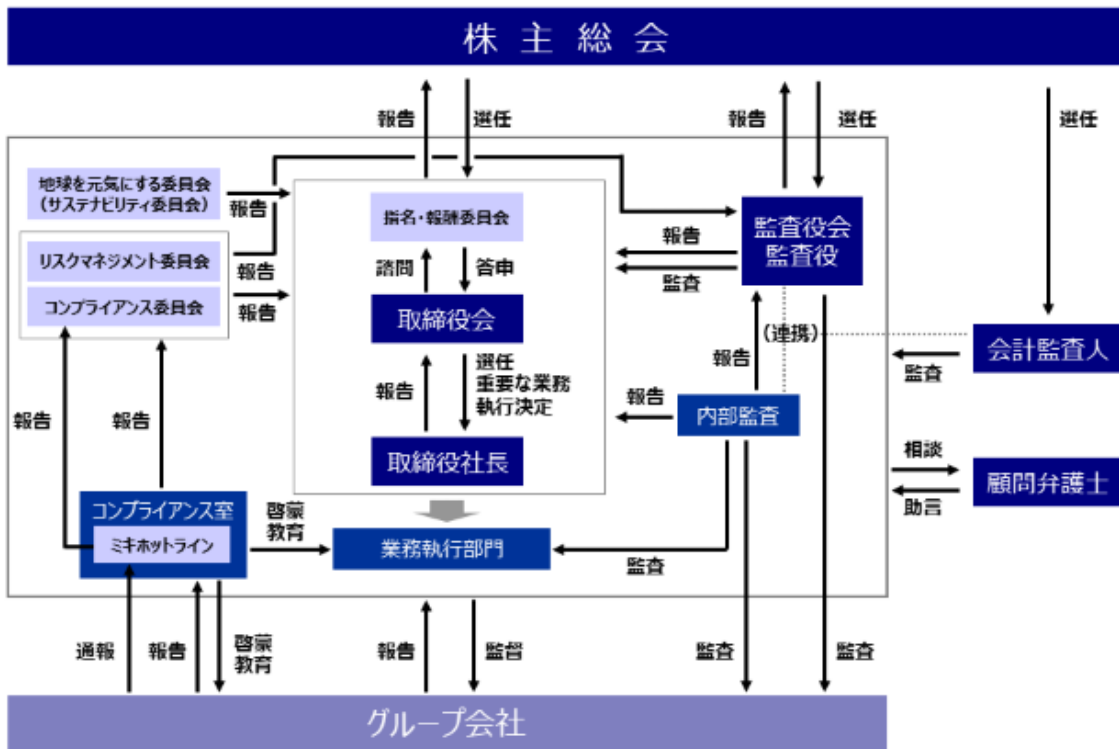 株主総会
報告
選任
報告
選任
選任
地球を元気にする委員会
（サステナビリティ委員会）
報告
指名・報酬委員会
監査役会
監査役
リスクマネジメント委員会
報告
諮問
答申
報告
監査
コンプライアンス委員会
報告
取締役会
（連携）
会計監査人
監査
報告
報告
報告
選任
重要な業務
執行決定
報告
報告
内部監査
取締役社長
相談
顧問弁護士
助言
コンプライアンス室
ミキホットライン
啓蒙
教育
業務執行部門
監査
通報
報告
啓蒙
教育
報告
監督
監査
監査
グループ会社